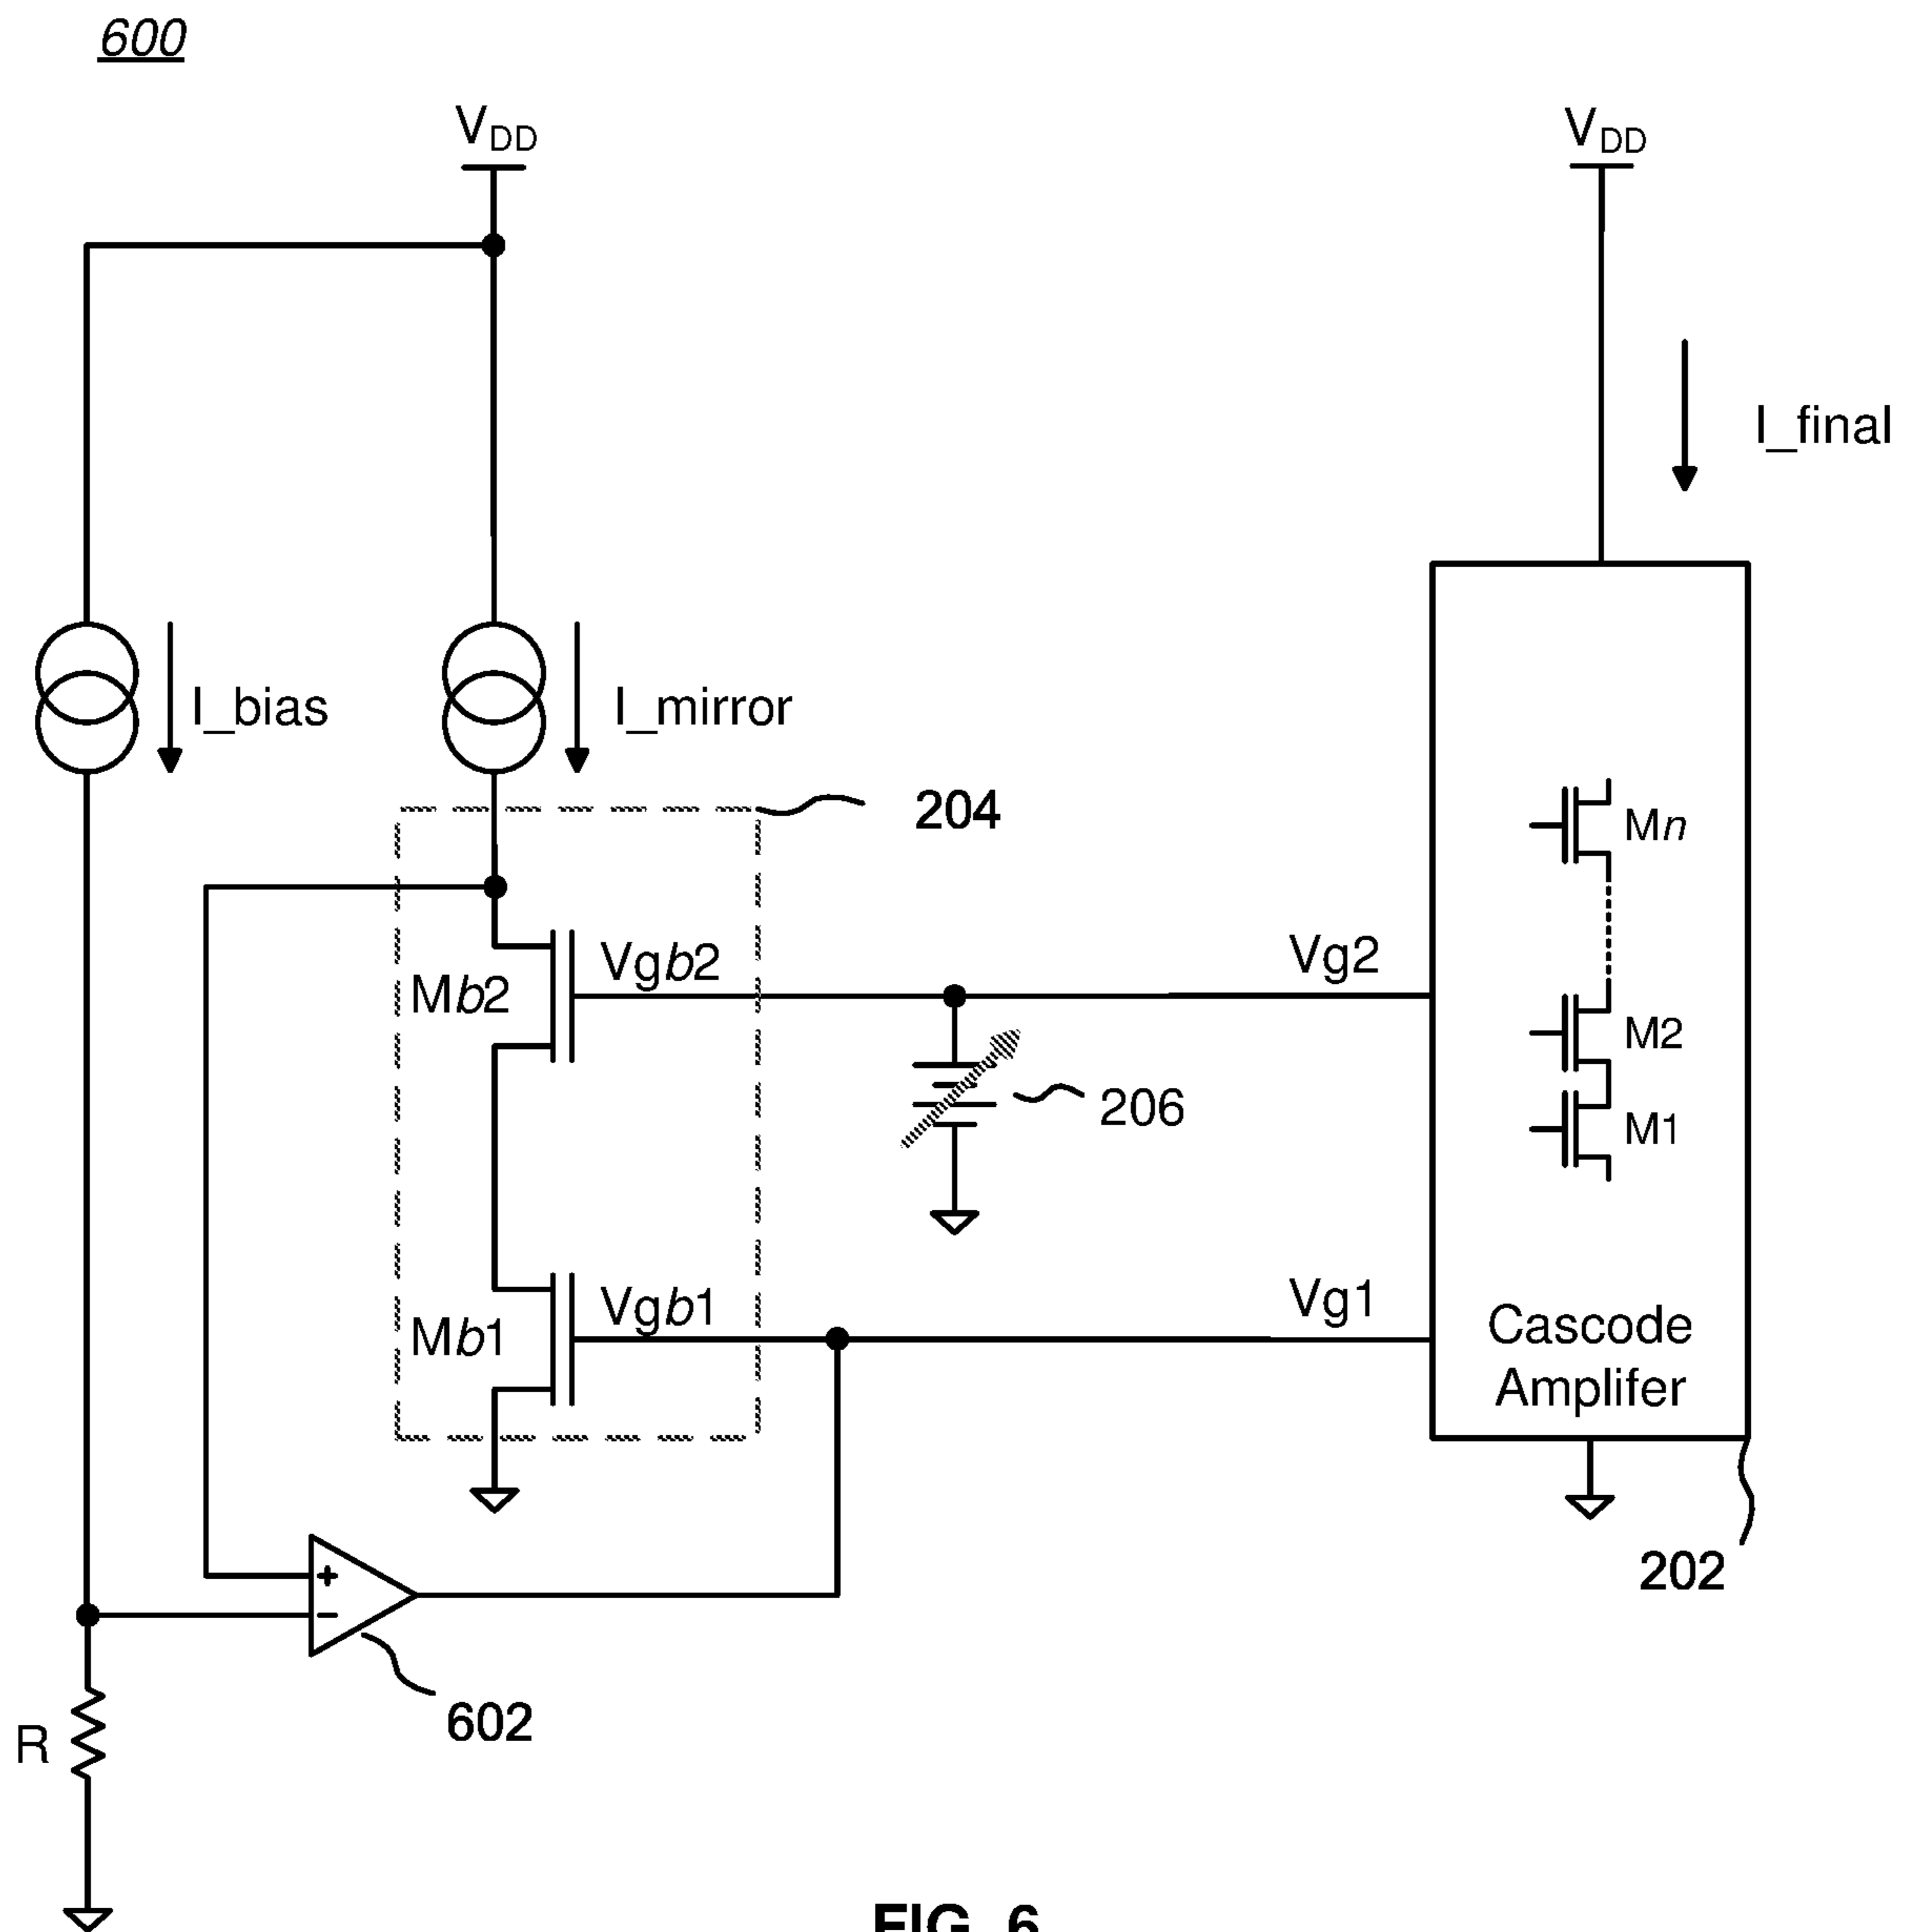 600
VDD
VDD
I_final
I_bias
I_mirror
204
Mn
Vgb2
Vg2
Mb2
M2
206
M1
Vgb1
Vg1
Mb1
Cascode
Amplifer
+
−
202
602
R
FIG. 6